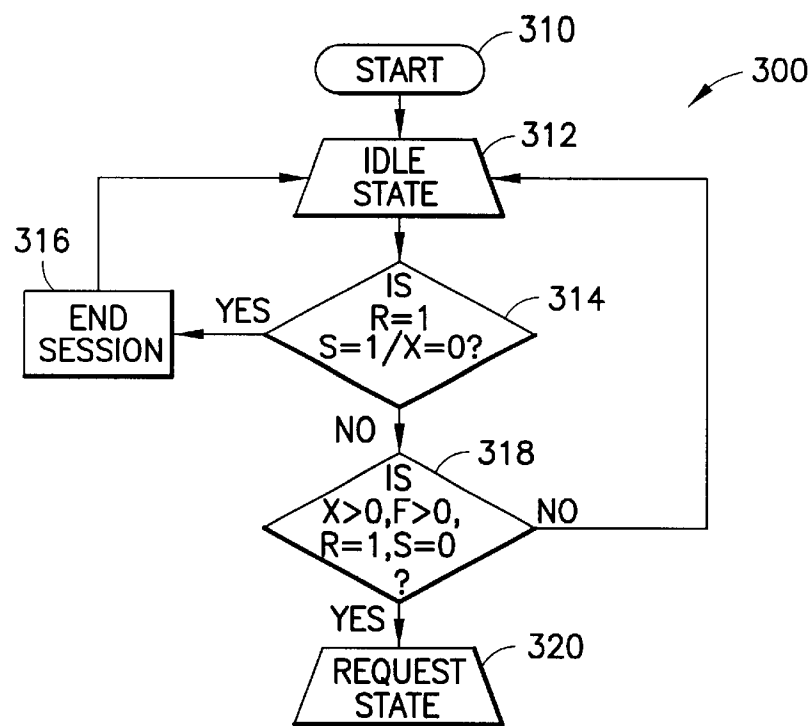 310
START
300
312
IDLE
STATE
316
END
SESSION
YES
IS
R=1
S=1/X=0?
314
NO
318
IS
X>0,F>0,
R=1,S=0
?
NO
YES
REQUEST
STATE
320